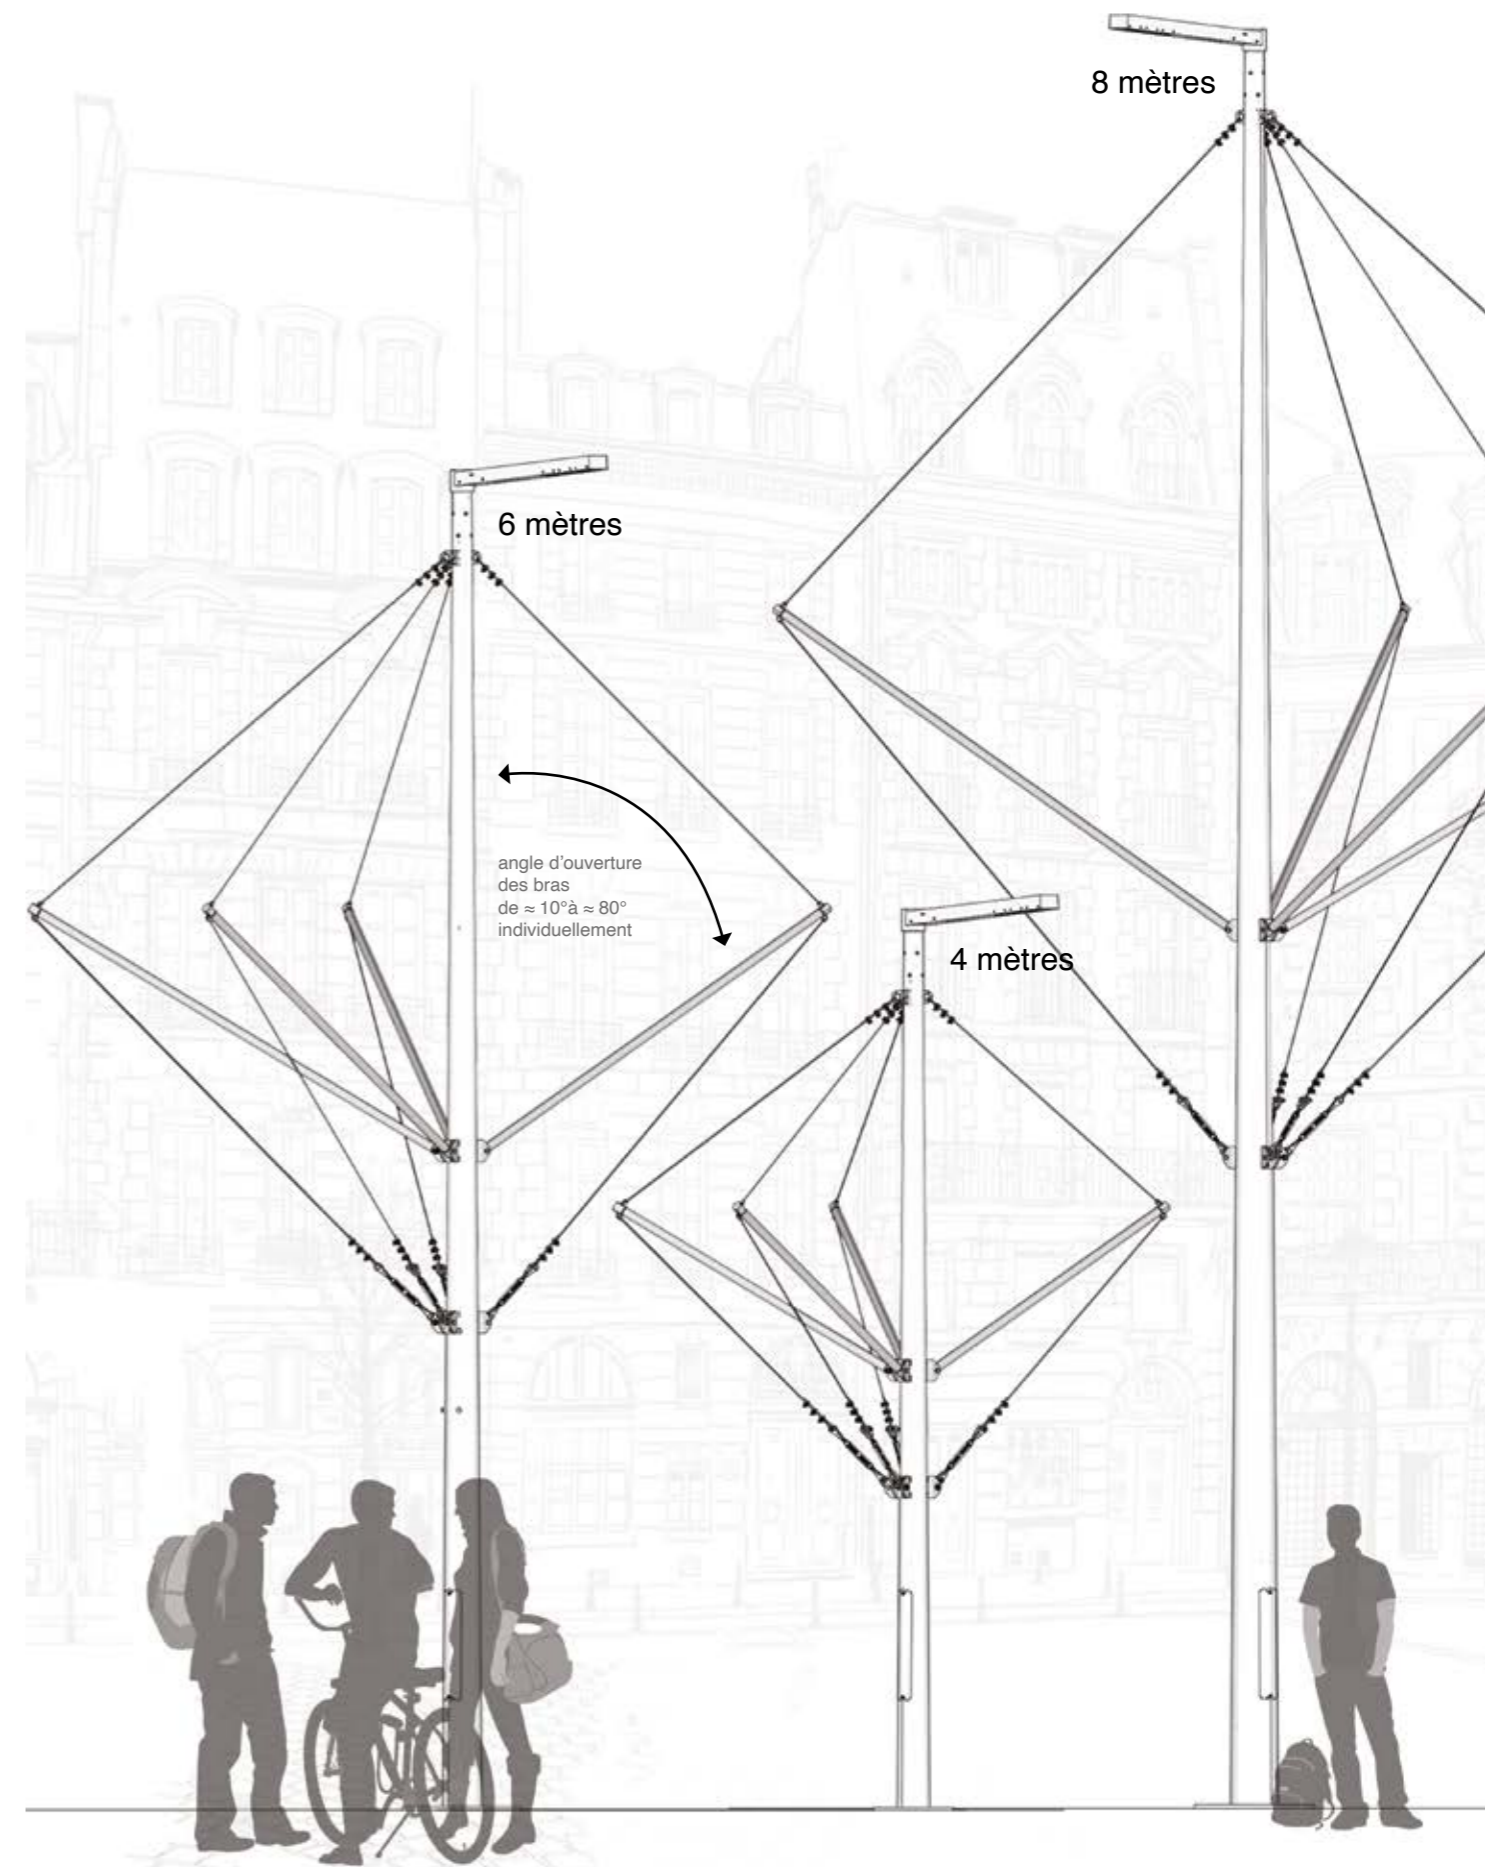 8 mètres
6 mètres
angle d’ouverture
des bras
de ≈ 10°à ≈ 80°
individuellement
4 mètres